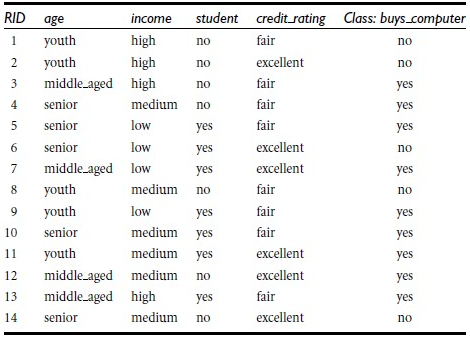 RID age income student credit_rating Class: buys_computer
1 youth high no fair no
2 youth high no excellent no
3 middle_aged high no fair yes
4 senior medium no fair yes
5 senior low yes fair yes
6 senior low yes excellent no
7 middle_aged low yes excellent yes
8 youth medium no fair no
9 youth low yes fair yes
10 senior medium yes fair yes
11 youth medium yes excellent yes
12 middle_aged medium no excellent yes
13 middle_aged high yes fair yes
14 senior medium no excellent no